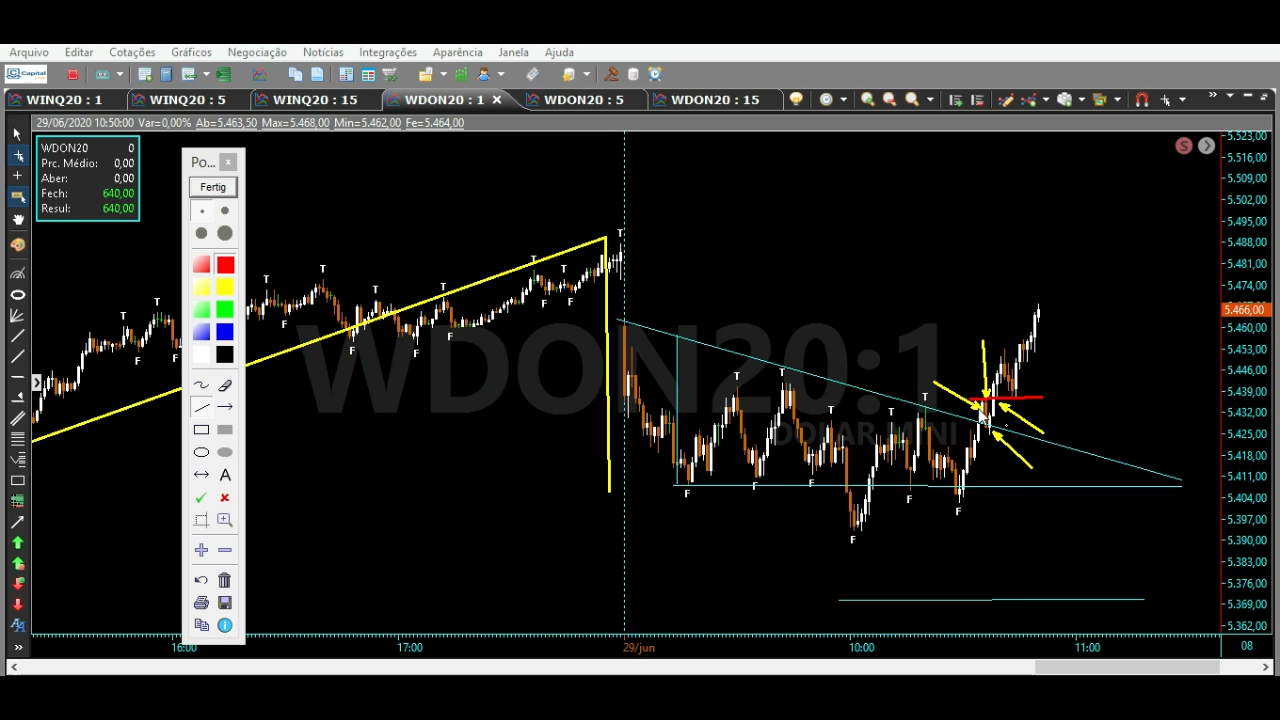 Arquivo Editar Cotações Gráficos Negociação Notícias Integrações Aparência Janela Ajuda
Capital
WINQ20 : 1 WINQ20 : 5 WINQ20 : 15 WDON20 : 1 WDON20 : 5 WDON20 : 15
29/06/2020 10:50:00 Var=0,00% Ab=5.463,50 Max=5.468,00 Min=5.462,00 Fe=5.464,00
WDON20 0
Prc. Médio: 0,00
Aber: 0,00
Fech: 640,00
Resul: 640,00
Po...
Fertig
A
S
WDON20:1
DOLAR MINI
T T T T T T T T T T T T T T T
F F F F F F F F F F F F F F
5.523,00
5.516,00
5.509,00
5.502,00
5.495,00
5.488,00
5.481,00
5.474,00
5.466,00
5.460,00
5.453,00
5.446,00
5.439,00
5.432,00
5.425,00
5.418,00
5.411,00
5.404,00
5.397,00
5.390,00
5.383,00
5.376,00
5.369,00
5.362,00
16:00 17:00 29/jun 10:00 11:00 08